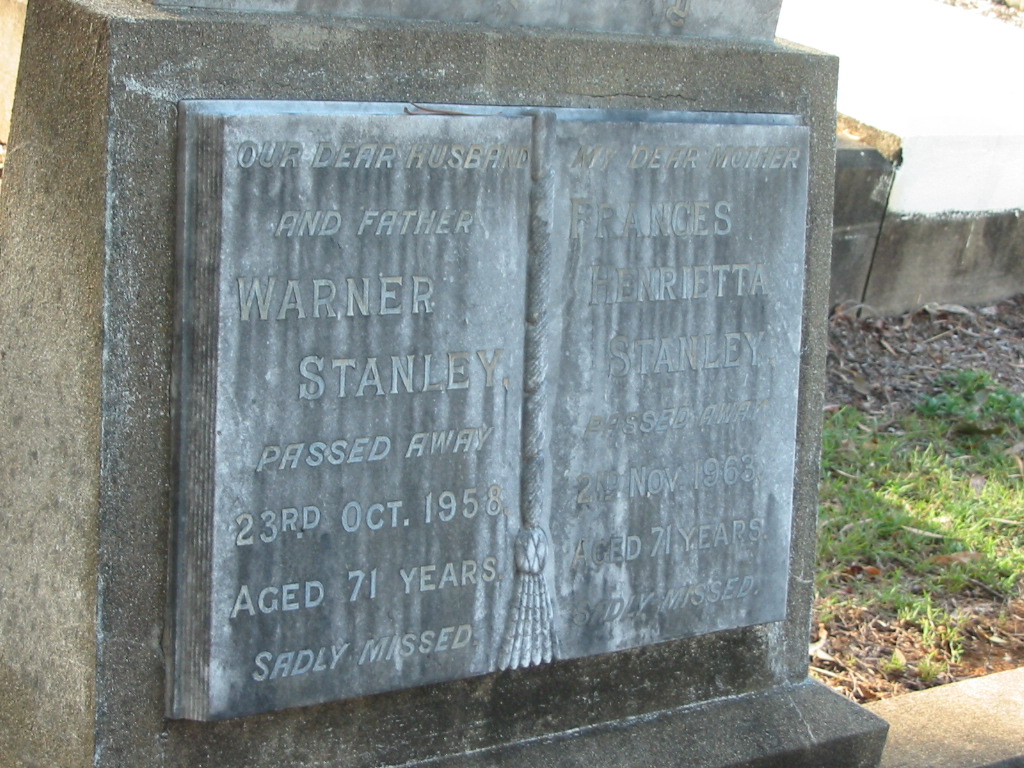 OUR DEAR HUSBAND
AND FATHER
WARNER
STANLEY.
PASSED AWAY
23RD OCT. 1958,
AGED 71 YEARS.
SADLY MISSED.
MY DEAR MOTHER
FRANCES
HENRIETTA
STANLEY.
PASSED AWAY
NOV. 1963,
AGED 71 YEARS.
SADLY MISSED.